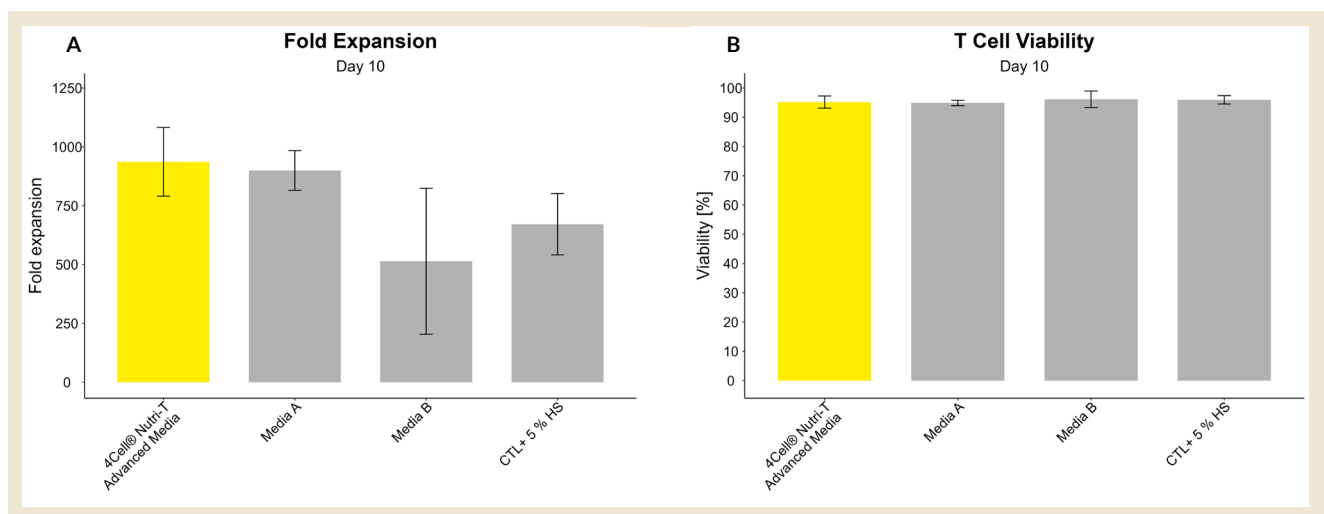 A
Fold Expansion
Day 10
Fold expansion
1250
1000
750
500
250
0
4Cell® Nutri-T
Advanced Media
Media A
Media B
CTL+ 5 % HS
B
T Cell Viability
Day 10
Viability [%]
100
90
80
70
60
50
40
30
20
10
0
4Cell® Nutri-T
Advanced Media
Media A
Media B
CTL+ 5 % HS